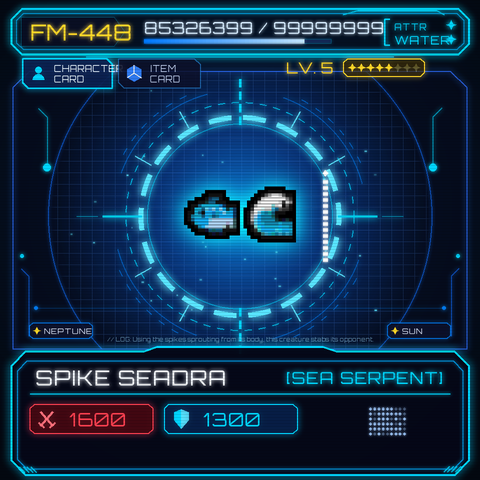 FM-448
85326399 / 99999999
ATTR
WATER
CHARACTER
CARD
ITEM
CARD
LV.5
NEPTUNE
SUN
// LOG: Using the spikes sprouting from its body, this creature stabs its opponent
SPIKE SEADRA
[SEA SERPENT]
1600
1300